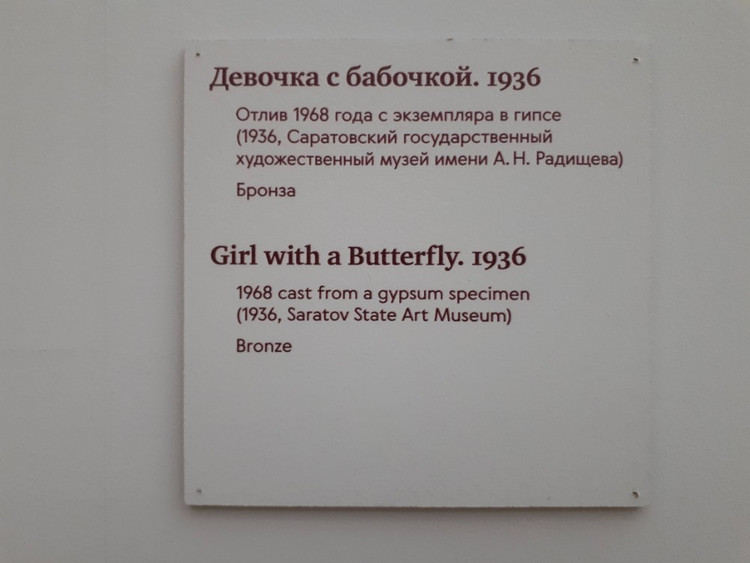 Девочка с бабочкой. 1936
Отлив 1968 года с экземпляра в гипсе
(1936, Саратовский государственный
художественный музей имени А. Н. Радищева)
Бронза
Girl with a Butterfly. 1936
1968 cast from a gypsum specimen
(1936, Saratov State Art Museum)
Bronze